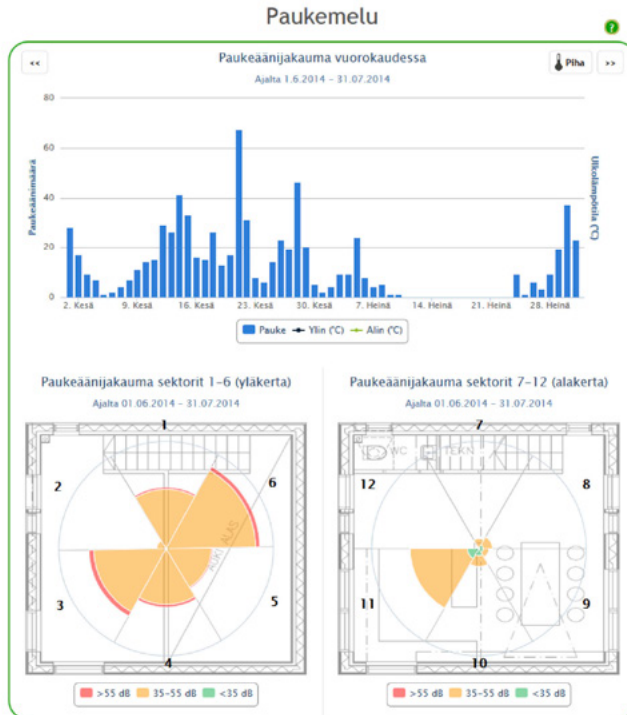 Paukemelu
?
<<
Paukeäänijakauma vuorokaudessa
Piha
>>
Ajalta 1.6.2014 - 31.07.2014
80
60
40
20
0
Paukeäänimäärä
Ulkolämpötila (°C)
2. Kesä 9. Kesä 16. Kesä 23. Kesä 30. Kesä 7. Heinä 14. Heinä 21. Heinä 28. Heinä
Pauke Ylin (°C) Alin (°C)
Paukeäänijakauma sektorit 1-6 (yläkerta)
Ajalta 01.06.2014 - 31.07.2014
1
2
6
AUKI ALAS
3
5
4
>55 dB 35-55 dB <35 dB
Paukeäänijakauma sektorit 7-12 (alakerta)
Ajalta 01.06.2014 - 31.07.2014
7
WC TEKN
12
8
11
9
10
>55 dB 35-55 dB <35 dB